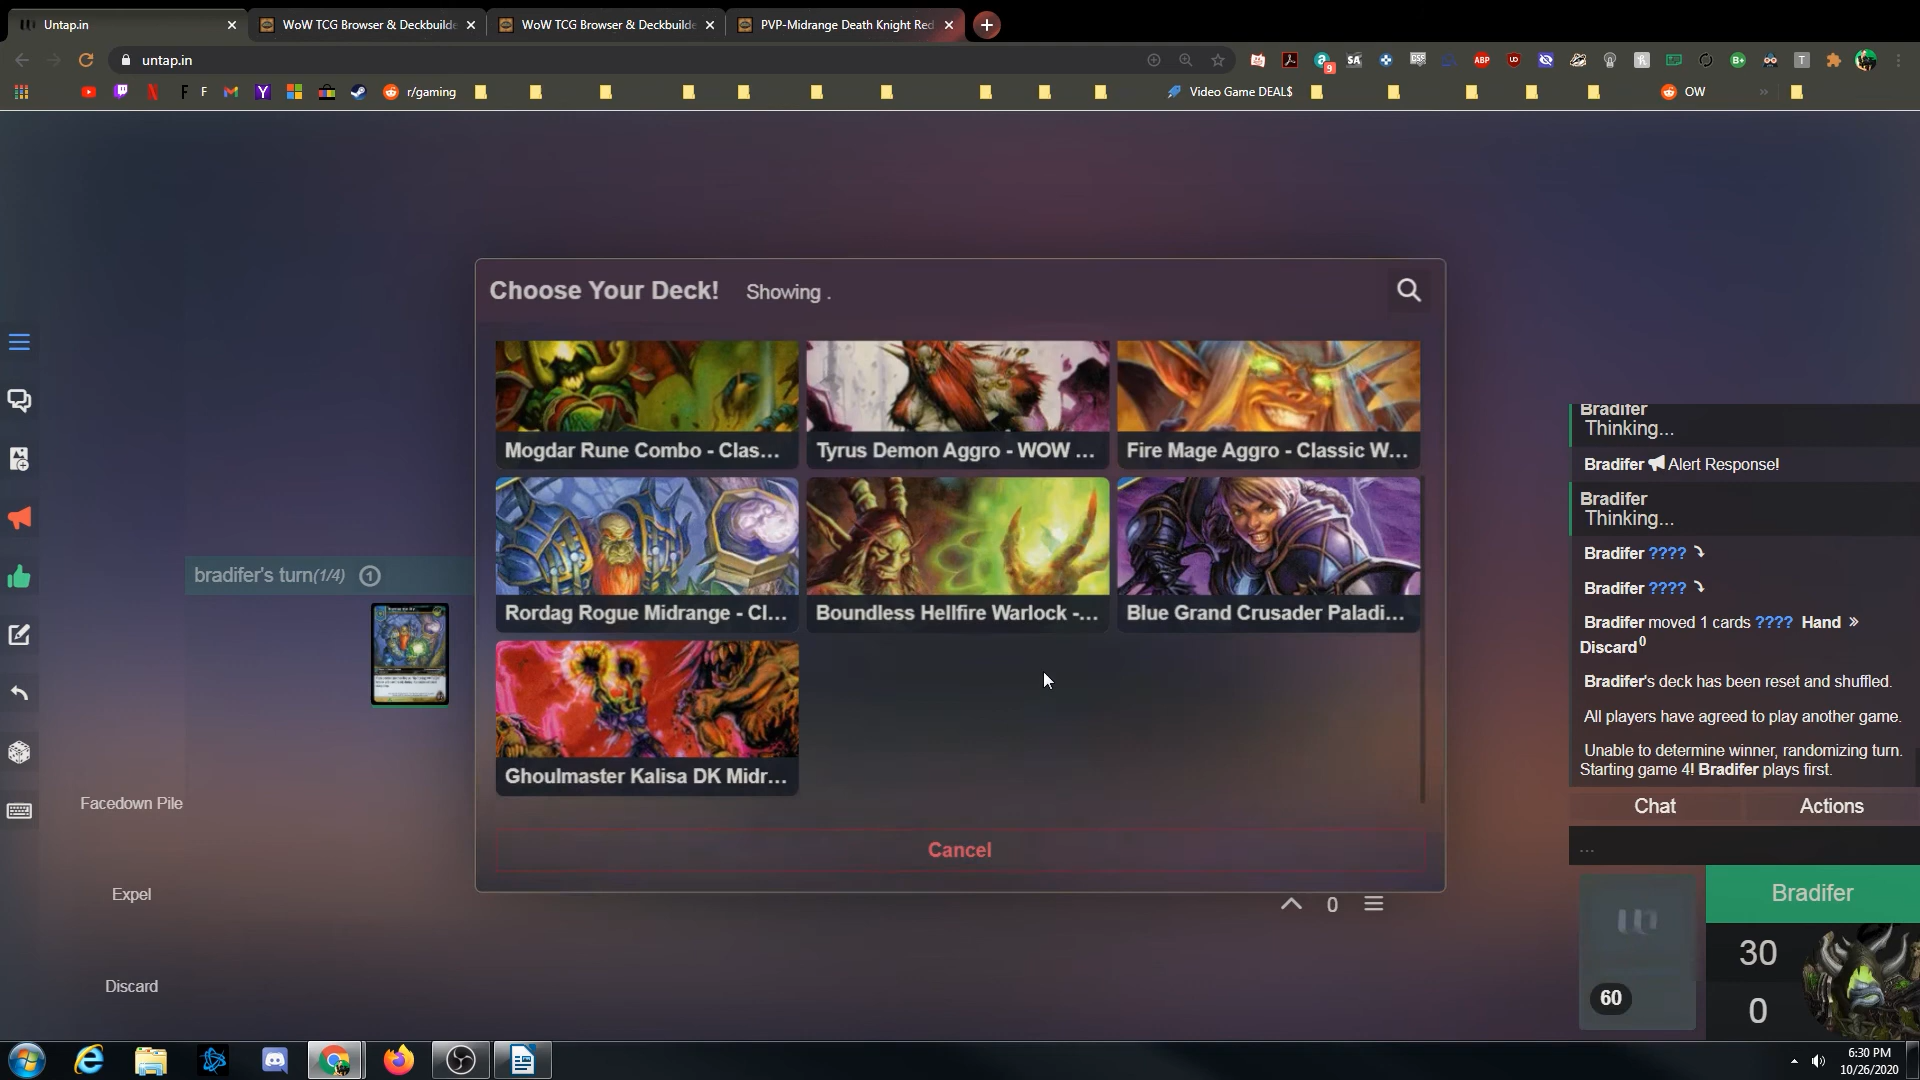 Untap.in
WoW TCG Browser & Deckbuilde
WoW TCG Browser & Deckbuilde
PVP-Midrange Death Knight Red
untap.in
r/gaming
Video Game DEAL$
OW
Choose Your Deck!
Showing .
Mogdar Rune Combo - Clas...
Tyrus Demon Aggro - WOW ...
Fire Mage Aggro - Classic W...
Rordag Rogue Midrange - Cl...
Boundless Hellfire Warlock -...
Blue Grand Crusader Paladi...
Ghoulmaster Kalisa DK Midr...
Cancel
bradifer's turn(1/4) 1
Facedown Pile
Expel
Discard
0
Bradifer
Thinking...
Bradifer Alert Response!
Bradifer
Thinking...
Bradifer ????
Bradifer ????
Bradifer moved 1 cards ???? Hand »
Discard0
Bradifer's deck has been reset and shuffled.
All players have agreed to play another game.
Unable to determine winner, randomizing turn.
Starting game 4! Bradifer plays first.
Chat
Actions
...
Bradifer
30
0
60
6:30 PM
10/26/2020